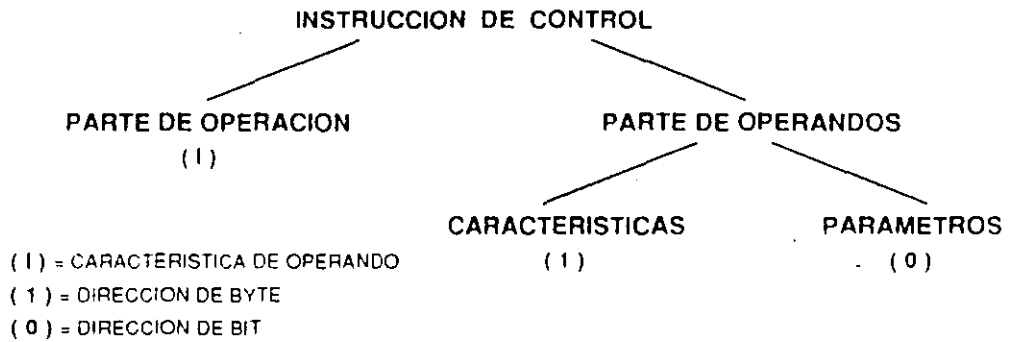 INSTRUCCION DE CONTROL
PARTE DE OPERACION
PARTE DE OPERANDOS
( I )
CARACTERISTICAS
PARAMETROS
( 1 )
( 0 )
( I ) = CARACTERISTICA DE OPERANDO
( 1 ) = DIRECCION DE BYTE
( 0 ) = DIRECCION DE BIT